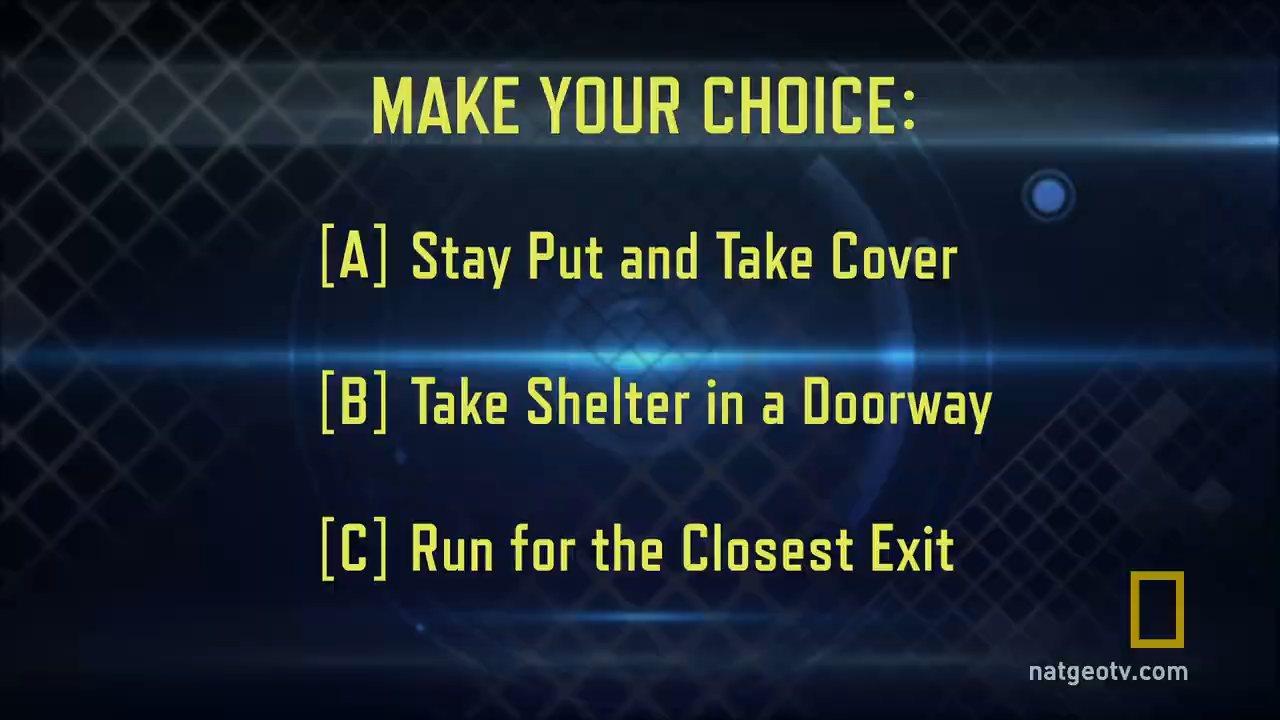 MAKE YOUR CHOICE:
[A] Stay Put and Take Cover
[B] Take Shelter in a Doorway
[C] Run for the Closest Exit
natgeotv.com